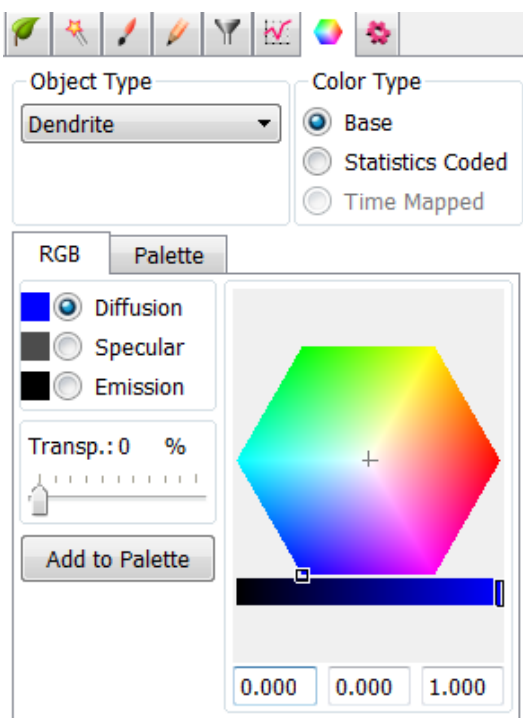 Object Type
Color Type
Dendrite
Base
Statistics Coded
Time Mapped
RGB
Palette
Diffusion
Specular
Emission
Transp.: 0 %
Add to Palette
0.000 0.000 1.000